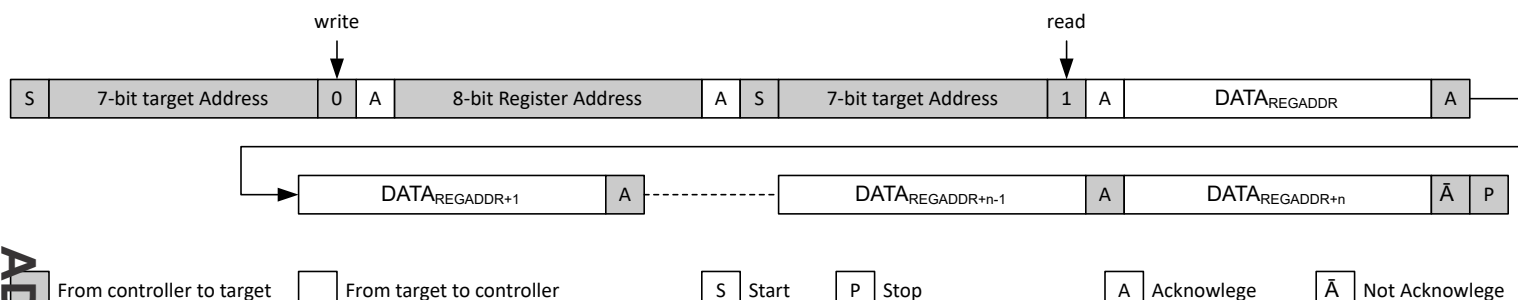 write read
S 7-bit target Address 0 A 8-bit Register Address A S 7-bit target Address 1 A DATAREGADDR A
DATAREGADDR+1 A DATAREGADDR+n-1 A DATAREGADDR+n Ā P
From controller to target From target to controller S Start P Stop A Acknowlege Ā Not Acknowlege